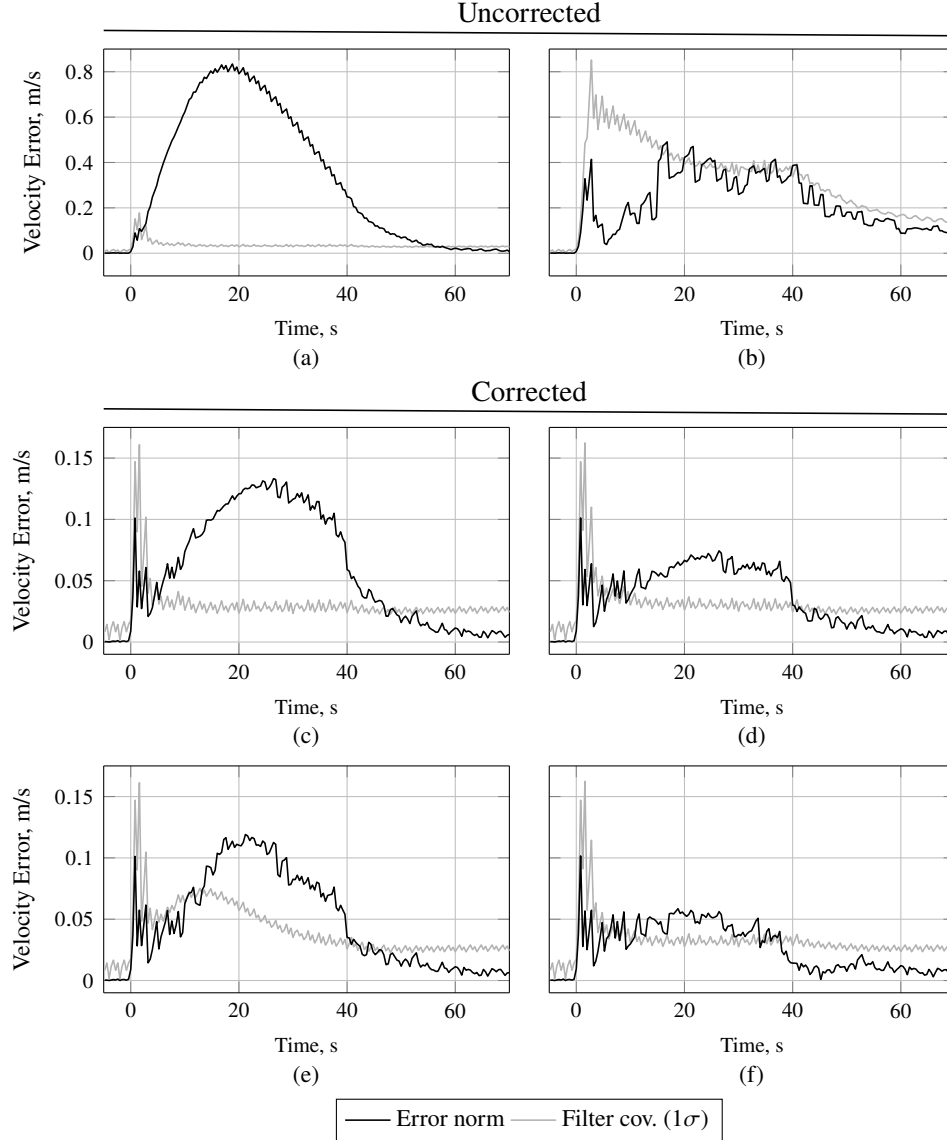 Uncorrected
Velocity Error, m/s
0.8
0.6
0.4
0.2
0
0 20 40 60
Time, s
(a)
0 20 40 60
Time, s
(b)
Corrected
Velocity Error, m/s
0.15
0.1
0.05
0
0 20 40 60
Time, s
(c)
0 20 40 60
Time, s
(d)
Velocity Error, m/s
0.15
0.1
0.05
0
0 20 40 60
Time, s
(e)
0 20 40 60
Time, s
(f)
Error norm Filter cov. (1σ)